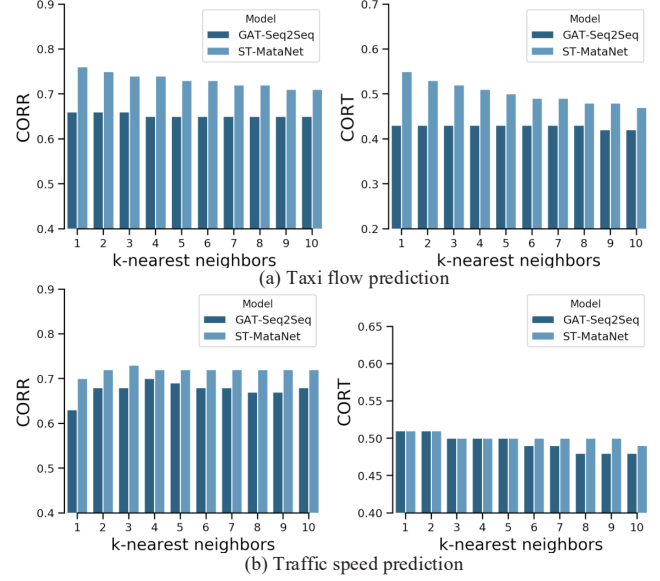 0.9
0.8
0.7
0.6
0.5
0.4
CORR
Model
GAT-Seq2Seq
ST-MataNet
1 2 3 4 5 6 7 8 9 10
k-nearest neighbors
0.7
0.6
0.5
0.4
0.3
0.2
CORT
Model
GAT-Seq2Seq
ST-MataNet
1 2 3 4 5 6 7 8 9 10
k-nearest neighbors
(a) Taxi flow prediction
0.9
0.8
0.7
0.6
0.5
0.4
CORR
Model
GAT-Seq2Seq
ST-MataNet
1 2 3 4 5 6 7 8 9 10
k-nearest neighbors
0.65
0.60
0.55
0.50
0.45
0.40
CORT
Model
GAT-Seq2Seq
ST-MataNet
1 2 3 4 5 6 7 8 9 10
k-nearest neighbors
(b) Traffic speed prediction